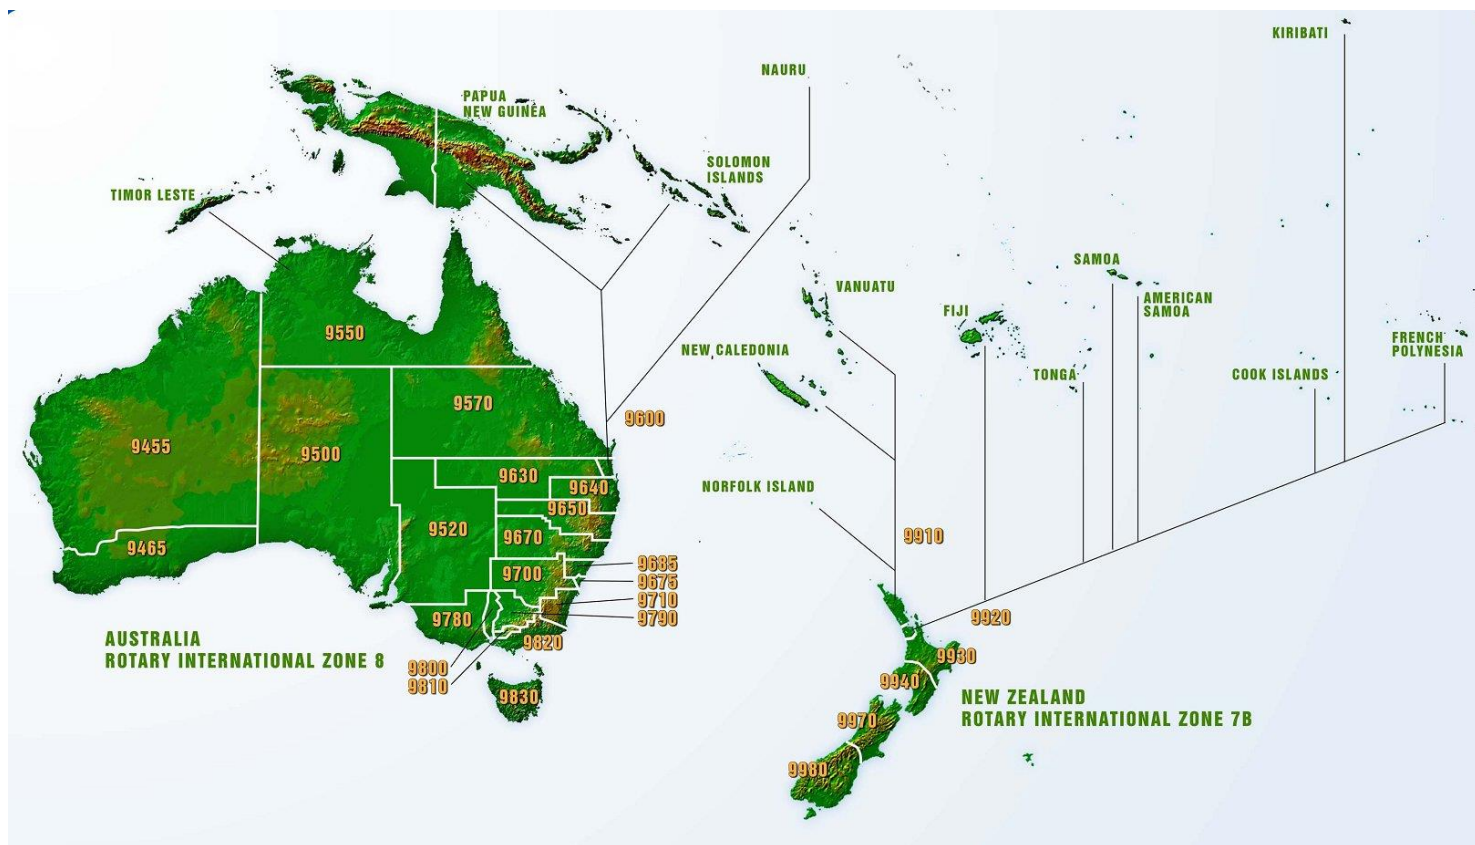 KIRIBATI
NAURU
PAPUA
NEW GUINEA
SOLOMON
ISLANDS
TIMOR LESTE
SAMOA
VANUATU
AMERICAN
SAMOA
FIJI
9550
FRENCH
POLYNESIA
NEW CALEDONIA
TONGA
COOK ISLANDS
9570
9600
9455
9500
9630
9640
NORFOLK ISLAND
9650
9520
9670
9910
9465
9685
9700
9675
9710
9780
9790
9920
9820
AUSTRALIA
ROTARY INTERNATIONAL ZONE 8
9800
9810
9930
9940
9830
NEW ZEALAND
ROTARY INTERNATIONAL ZONE 7B
9970
9980